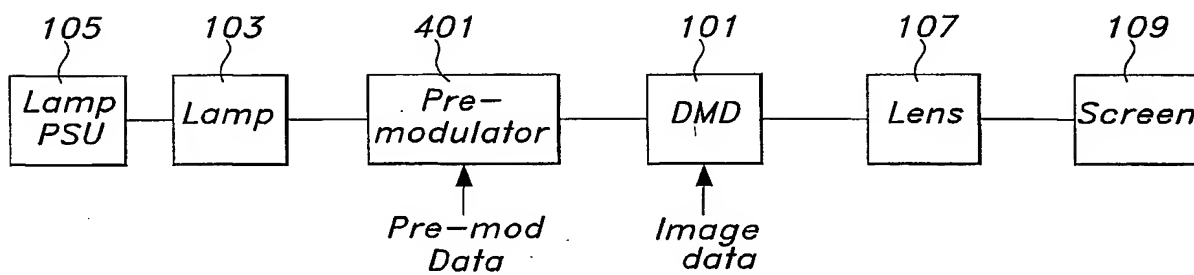 105
103
401
101
107
109
Lamp
PSU
Lamp
Pre-
modulator
DMD
Lens
Screen
Pre-mod
Data
Image
data